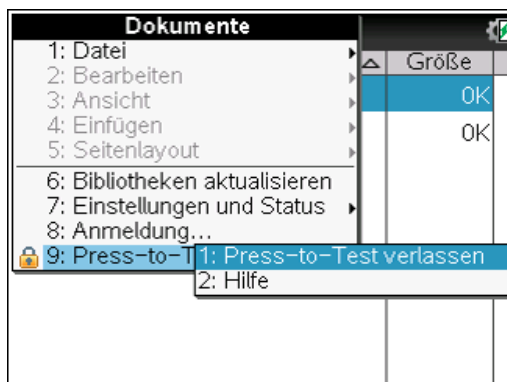 Dokumente
1: Datei
Größe
2: Bearbeiten
3: Ansicht
0K
4: Einfügen
0K
5: Seitenlayout
6: Bibliotheken aktualisieren
7: Einstellungen und Status
8: Anmeldung...
9: Press-to-T
1: Press-to-Test verlassen
2: Hilfe